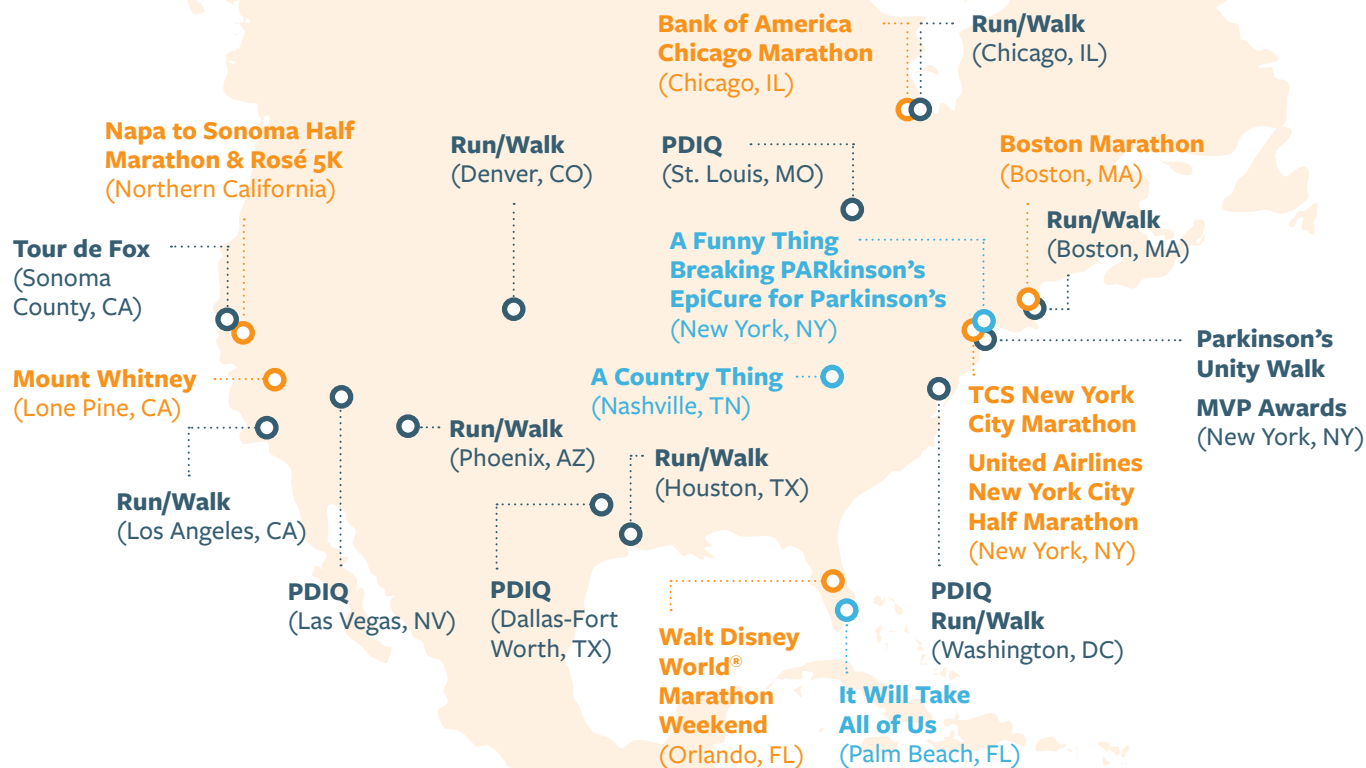 Bank of America
Chicago Marathon
(Chicago, IL)
Run/Walk
(Chicago, IL)
Napa to Sonoma Half
Marathon & Rosé 5K
(Northern California)
Run/Walk
(Denver, CO)
PDIQ
(St. Louis, MO)
Boston Marathon
(Boston, MA)
Run/Walk
(Boston, MA)
Tour de Fox
(Sonoma
County, CA)
A Funny Thing
Breaking PARkinson's
EpiCure for Parkinson's
(New York, NY)
Parkinson's
Unity Walk
MVP Awards
(New York, NY)
Mount Whitney
(Lone Pine, CA)
A Country Thing
(Nashville, TN)
TCS New York
City Marathon
United Airlines
New York City
Half Marathon
(New York, NY)
Run/Walk
(Phoenix, AZ)
Run/Walk
(Houston, TX)
Run/Walk
(Los Angeles, CA)
PDIQ
(Las Vegas, NV)
PDIQ
(Dallas-Fort
Worth, TX)
PDIQ
Run/Walk
(Washington, DC)
Walt Disney
World®
Marathon
Weekend
(Orlando, FL)
It Will Take
All of Us
(Palm Beach, FL)